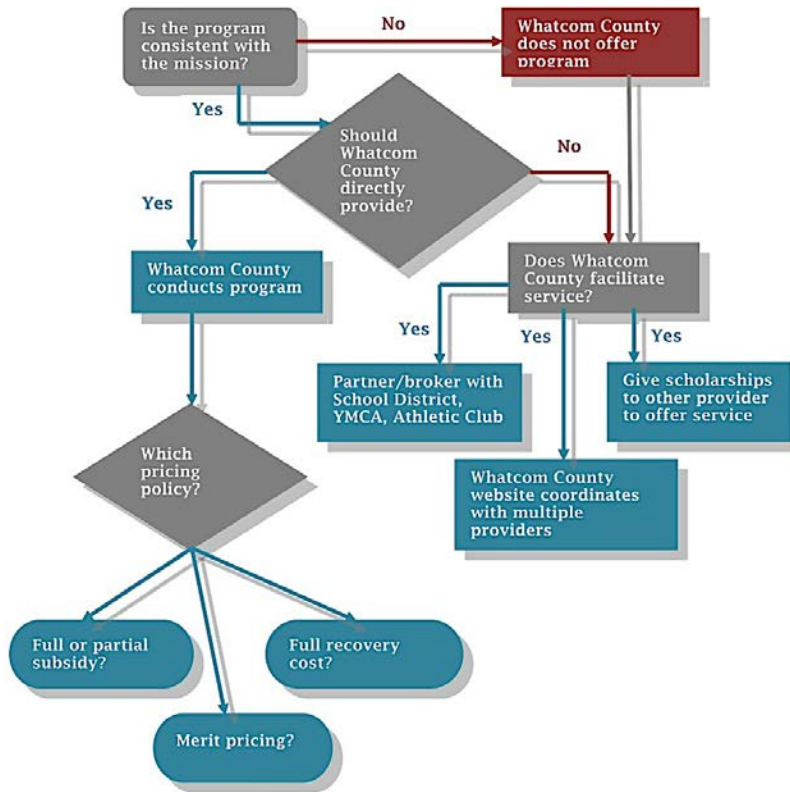 Is the program
consistent with
the mission?
No
Whatcom County
does not offer
program
Yes
Should
Whatcom
County
directly
provide?
No
Yes
Whatcom County
conducts program
Does Whatcom
County facilitate
service?
Yes
Yes
Yes
Partner/broker with
School District,
YMCA, Athletic Club
Give scholarships
to other provider
to offer service
Which
pricing
policy?
Whatcom County
website coordinates
with multiple
providers
Full or partial
subsidy?
Full recovery
cost?
Merit pricing?